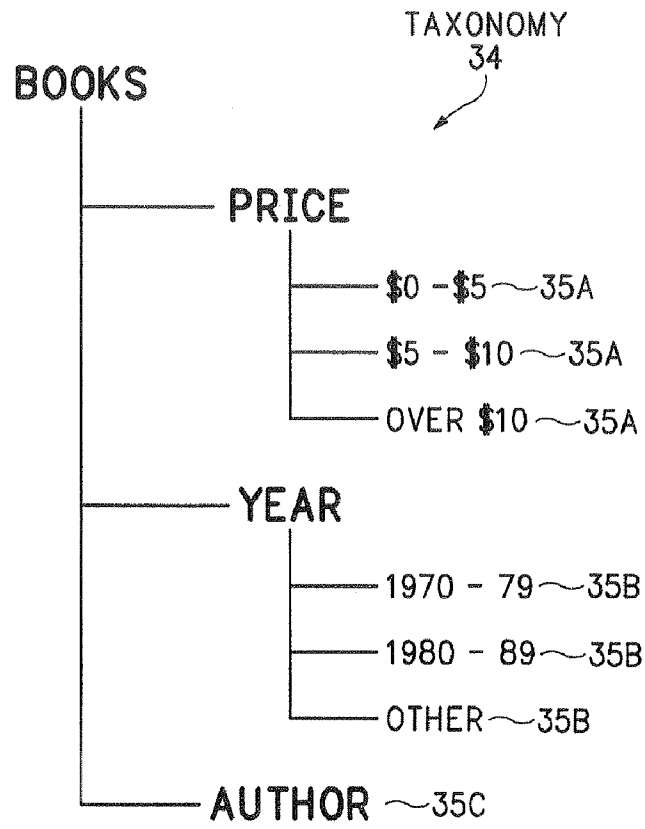 TAXONOMY
34
BOOKS
PRICE
$0 - $5 35A
$5 - $10 35A
OVER $10 35A
YEAR
1970 - 79 35B
1980 - 89 35B
OTHER 35B
AUTHOR 35C